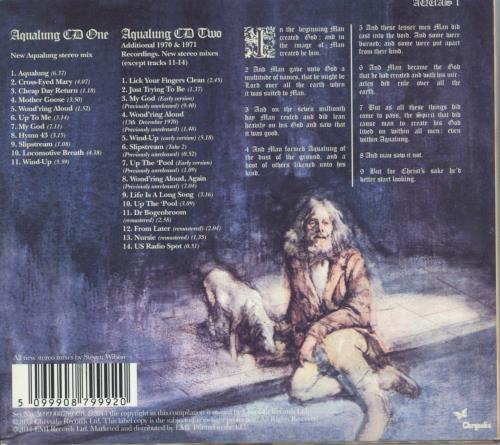 AQUAS 1
Aqualung CD One
New Aqualung stereo mix
1. Aqualung (6.37)
2. Cross-Eyed Mary (4.07)
3. Cheap Day Return (1.18)
4. Mother Goose (3.50)
5. Wond'ring Aloud (1.52)
6. Up To Me (3.14)
7. My God (7.11)
8. Hymn 43 (3.15)
9. Slipstream (1.08)
10. Locomotive Breath (4.38)
11. Wind-Up (5.59)
Aqualung CD Two
Additional 1970 & 1971
Recordings. New stereo mixes
(except tracks 11-14)
1. Lick Your Fingers Clean (2.45)
2. Just Trying To Be (1.37)
3. My God (Early version)
(Previously unreleased) (9.40)
4. Wond'ring Aloud
(13th December 1970)
(Previously unreleased) (1.48)
5. Wind-Up (early version) (5.18)
6. Slipstream (Take 2)
(Previously unreleased) (0.52)
7. Up The 'Pool (Early version)
(Previously unreleased) (1.09)
8. Wond'ring Aloud, Again
(Previously unreleased) (7.04)
9. Life Is A Long Song (3.16)
10. Up The 'Pool (3.09)
11. Dr Bogenbroom
(remastered) (2.58)
12. From Later (remastered) (2.04)
13. Nursie (remastered) (1.35)
14. US Radio Spot (0.51)
In the beginning Man
created God; and in
the image of Man
created he him.
2 And Man gave unto God a
multitude of names, that he might be
Lord over all the earth when it
was suited to Man.
3 And on the seven millionth
day Man rested and did lean
heavily on his God and saw that
it was good.
4 And Man formed Aqualung of
the dust of the ground, and a
host of others likened unto his
kind.
5 And these lesser men Man did
cast into the void. And some were
burned; and some were put apart
from their kind.
6 And Man became the God
that he had created and with his mir-
acles did rule over all the
earth.
7 But as all these things did
come to pass, the Spirit that did
cause man to create his God
lived on within all men: even
within Aqualung.
8 And man saw it not.
9 But for Christ's sake he'd
better start looking.
All new stereo mixes by Steven Wilson
5 099908 799920
Chrysalis